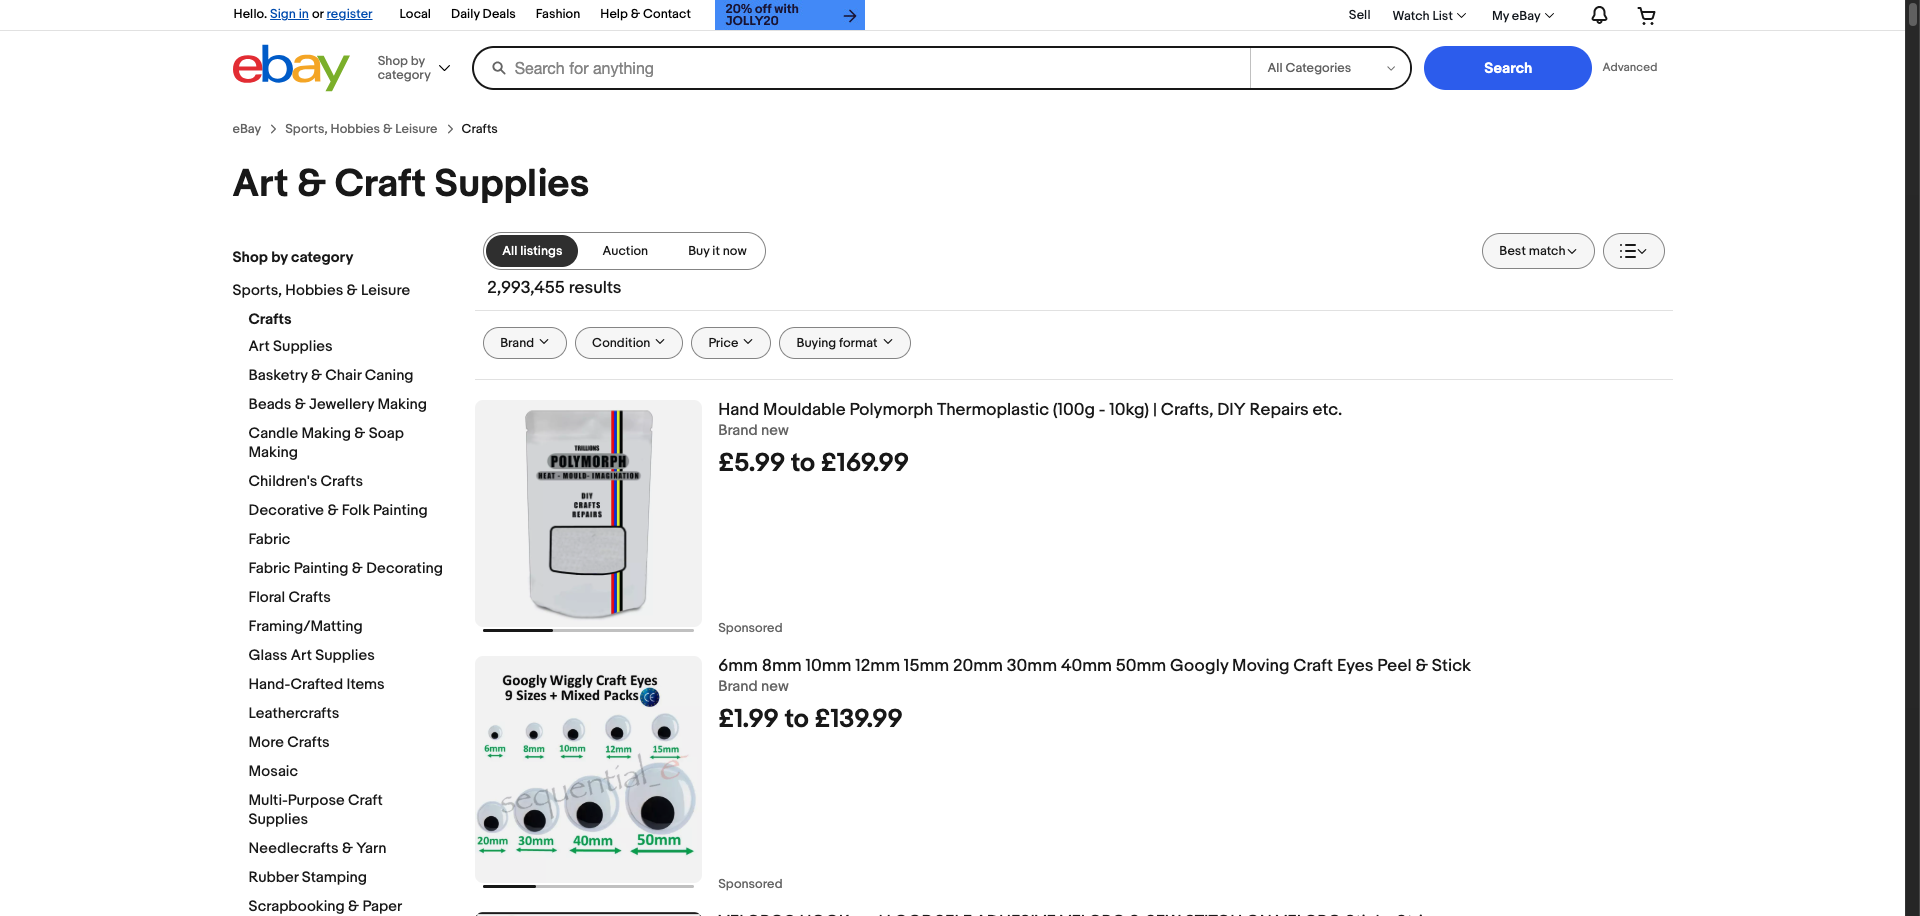 Hello. Sign in or register
Local
Daily Deals
Fashion
Help & Contact
20% off with
JOLLY20
Sell
Watch List
My eBay
ebay
Shop by
category
Search for anything
All Categories
Search
Advanced
eBay
Sports, Hobbies & Leisure
Crafts
Art & Craft Supplies
Shop by category
Sports, Hobbies & Leisure
Crafts
Art Supplies
Basketry & Chair Caning
Beads & Jewellery Making
Candle Making & Soap
Making
Children's Crafts
Decorative & Folk Painting
Fabric
Fabric Painting & Decorating
Floral Crafts
Framing/Matting
Glass Art Supplies
Hand-Crafted Items
Leathercrafts
More Crafts
Mosaic
Multi-Purpose Craft
Supplies
Needlecrafts & Yarn
Rubber Stamping
Scrapbooking & Paper
All listings
Auction
Buy it now
Best match
2,993,455 results
Brand
Condition
Price
Buying format
TRILLIONS
POLYMORPH
HEAT - MOULD- IMAGINATION
DIY
CRAFTS
REPAIRS
Hand Mouldable Polymorph Thermoplastic (100g - 10kg) | Crafts, DIY Repairs etc.
Brand new
£5.99 to £169.99
Sponsored
Googly Wiggly Craft Eyes
9 Sizes + Mixed Packs
CE
6mm 8mm 10mm 12mm 15mm
sequential_e
20mm 30mm 40mm 50mm
6mm 8mm 10mm 12mm 15mm 20mm 30mm 40mm 50mm Googly Moving Craft Eyes Peel & Stick
Brand new
£1.99 to £139.99
Sponsored